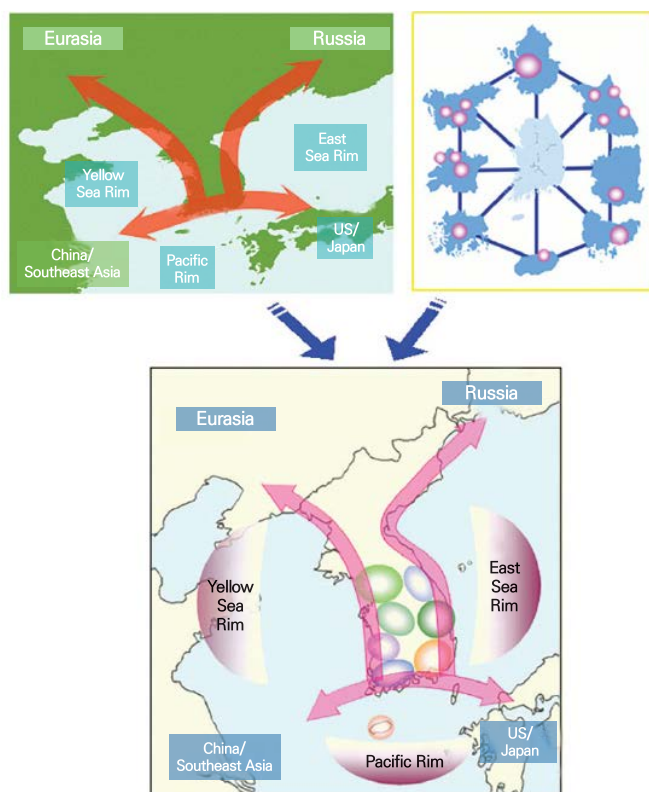 Eurasia
Russia
East
Sea Rim
Yellow
Sea Rim
US/
Japan
China/
Southeast Asia
Pacific
Rim
Russia
Eurasia
Yellow
Sea
Rim
East
Sea
Rim
US/
Japan
China/
Southeast Asia
Pacific Rim